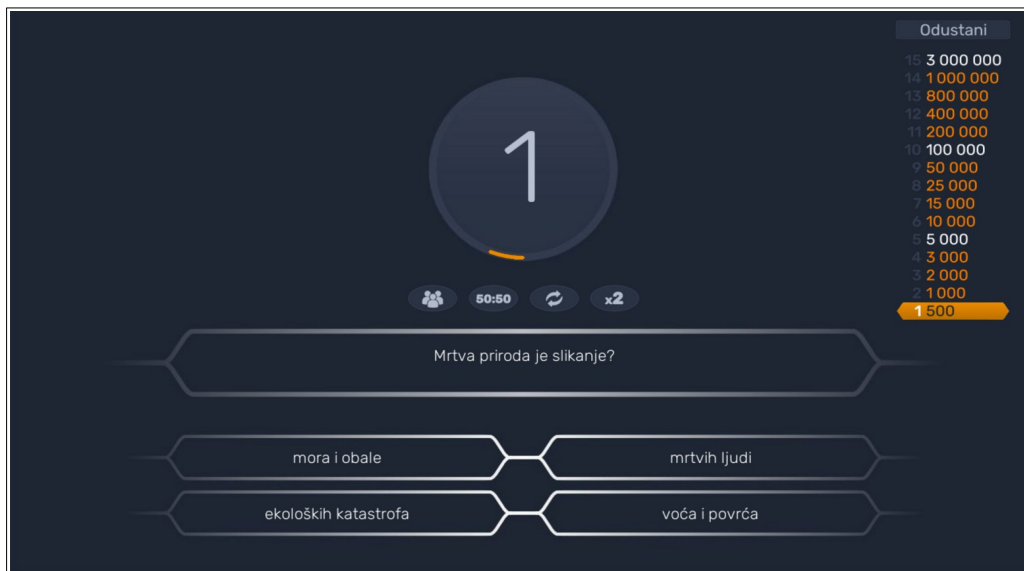 Odustani
15 3 000 000
14 1 000 000
13 800 000
12 400 000
11 200 000
10 100 000
9 50 000
8 25 000
7 15 000
6 10 000
5 5 000
4 3 000
3 2 000
2 1 000
1 500
1
50:50
x2
Mrtva priroda je slikanje?
mora i obale
mrtvih ljudi
ekoloških katastrofa
voća i povrća